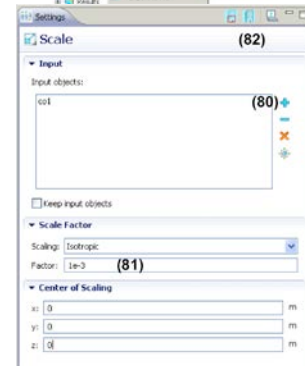 Settings
Scale (82)
Input
Input objects:
co1 (80)
Keep input objects
Scale Factor
Scaling: Isotropic
Factor: 1e-3 (81)
Center of Scaling
x: 0 m
y: 0 m
z: 0 m